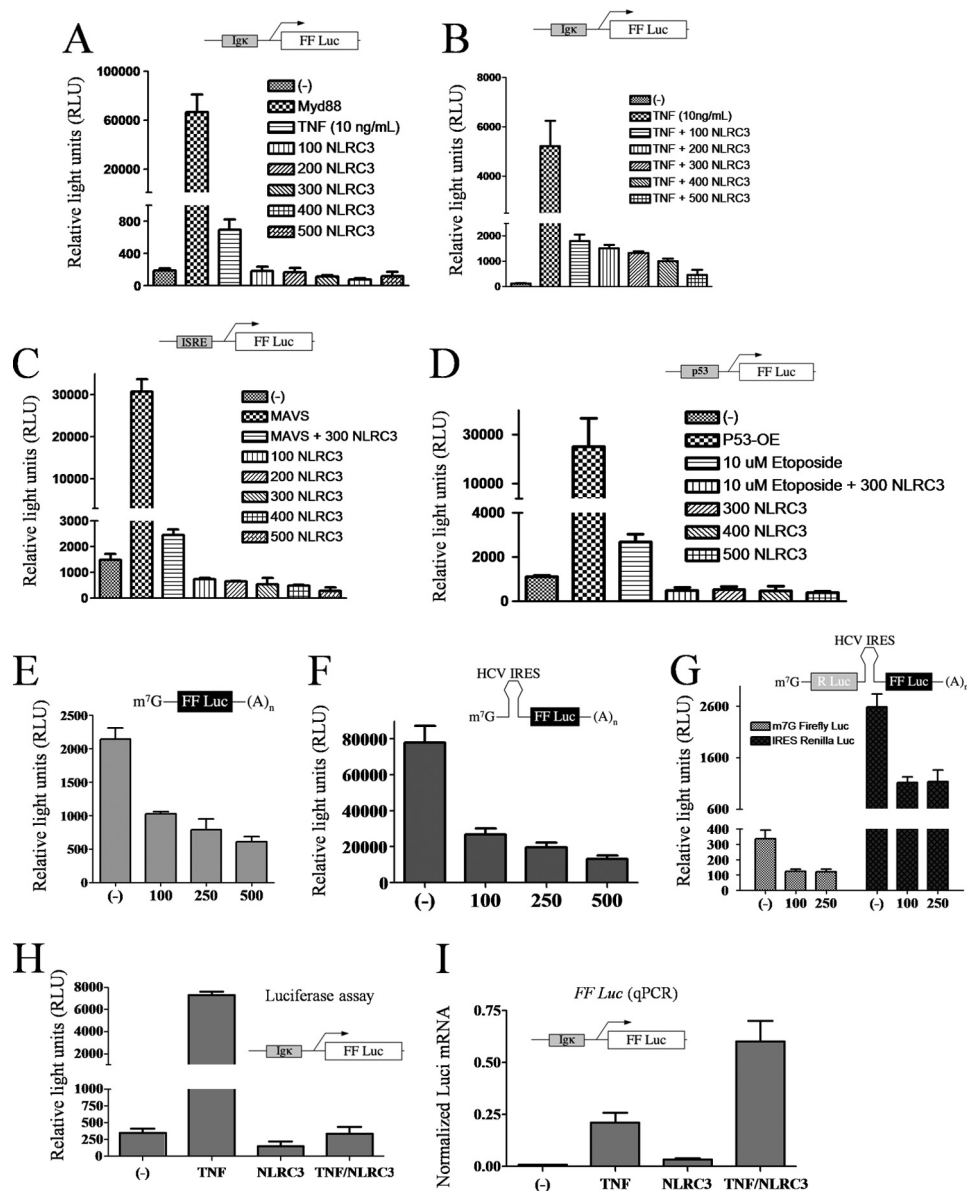 A
Igκ
FF Luc
Relative light units (RLU)
100000
80000
60000
800
400
0
(-)
Myd88
TNF (10 ng/mL)
100 NLRC3
200 NLRC3
300 NLRC3
400 NLRC3
500 NLRC3
B
Igκ
FF Luc
Relative light units (RLU)
8000
6000
4000
2000
1000
0
(-)
TNF (10ng/mL)
TNF + 100 NLRC3
TNF + 200 NLRC3
TNF + 300 NLRC3
TNF + 400 NLRC3
TNF + 500 NLRC3
C
ISRE
FF Luc
Relative light units (RLU)
30000
20000
10000
3000
2000
1000
0
(-)
MAVS
MAVS + 300 NLRC3
100 NLRC3
200 NLRC3
300 NLRC3
400 NLRC3
500 NLRC3
D
p53
FF Luc
Relative light units (RLU)
30000
10000
4000
2000
0
(-)
P53-OE
10 uM Etoposide
10 uM Etoposide + 300 NLRC3
300 NLRC3
400 NLRC3
500 NLRC3
E
m⁷G FF Luc (A)n
Relative light units (RLU)
2500
2000
1500
1000
500
0
(-) 100 250 500
F
HCV IRES
m⁷G FF Luc (A)n
Relative light units (RLU)
80000
60000
40000
20000
0
(-) 100 250 500
G
HCV IRES
m⁷G R Luc FF Luc (A)n
Relative light units (RLU)
2600
1600
600
400
300
200
100
0
m7G Firefly Luc
IRES Renilla Luc
(-) 100 250 (-) 100 250
H
Luciferase assay
Igκ
FF Luc
Relative light units (RLU)
8000
6000
4000
2000
1000
750
500
250
0
(-) TNF NLRC3 TNF/NLRC3
I
FF Luc (qPCR)
Igκ
FF Luc
Normalized Luci mRNA
0.75
0.50
0.25
0.00
(-) TNF NLRC3 TNF/NLRC3